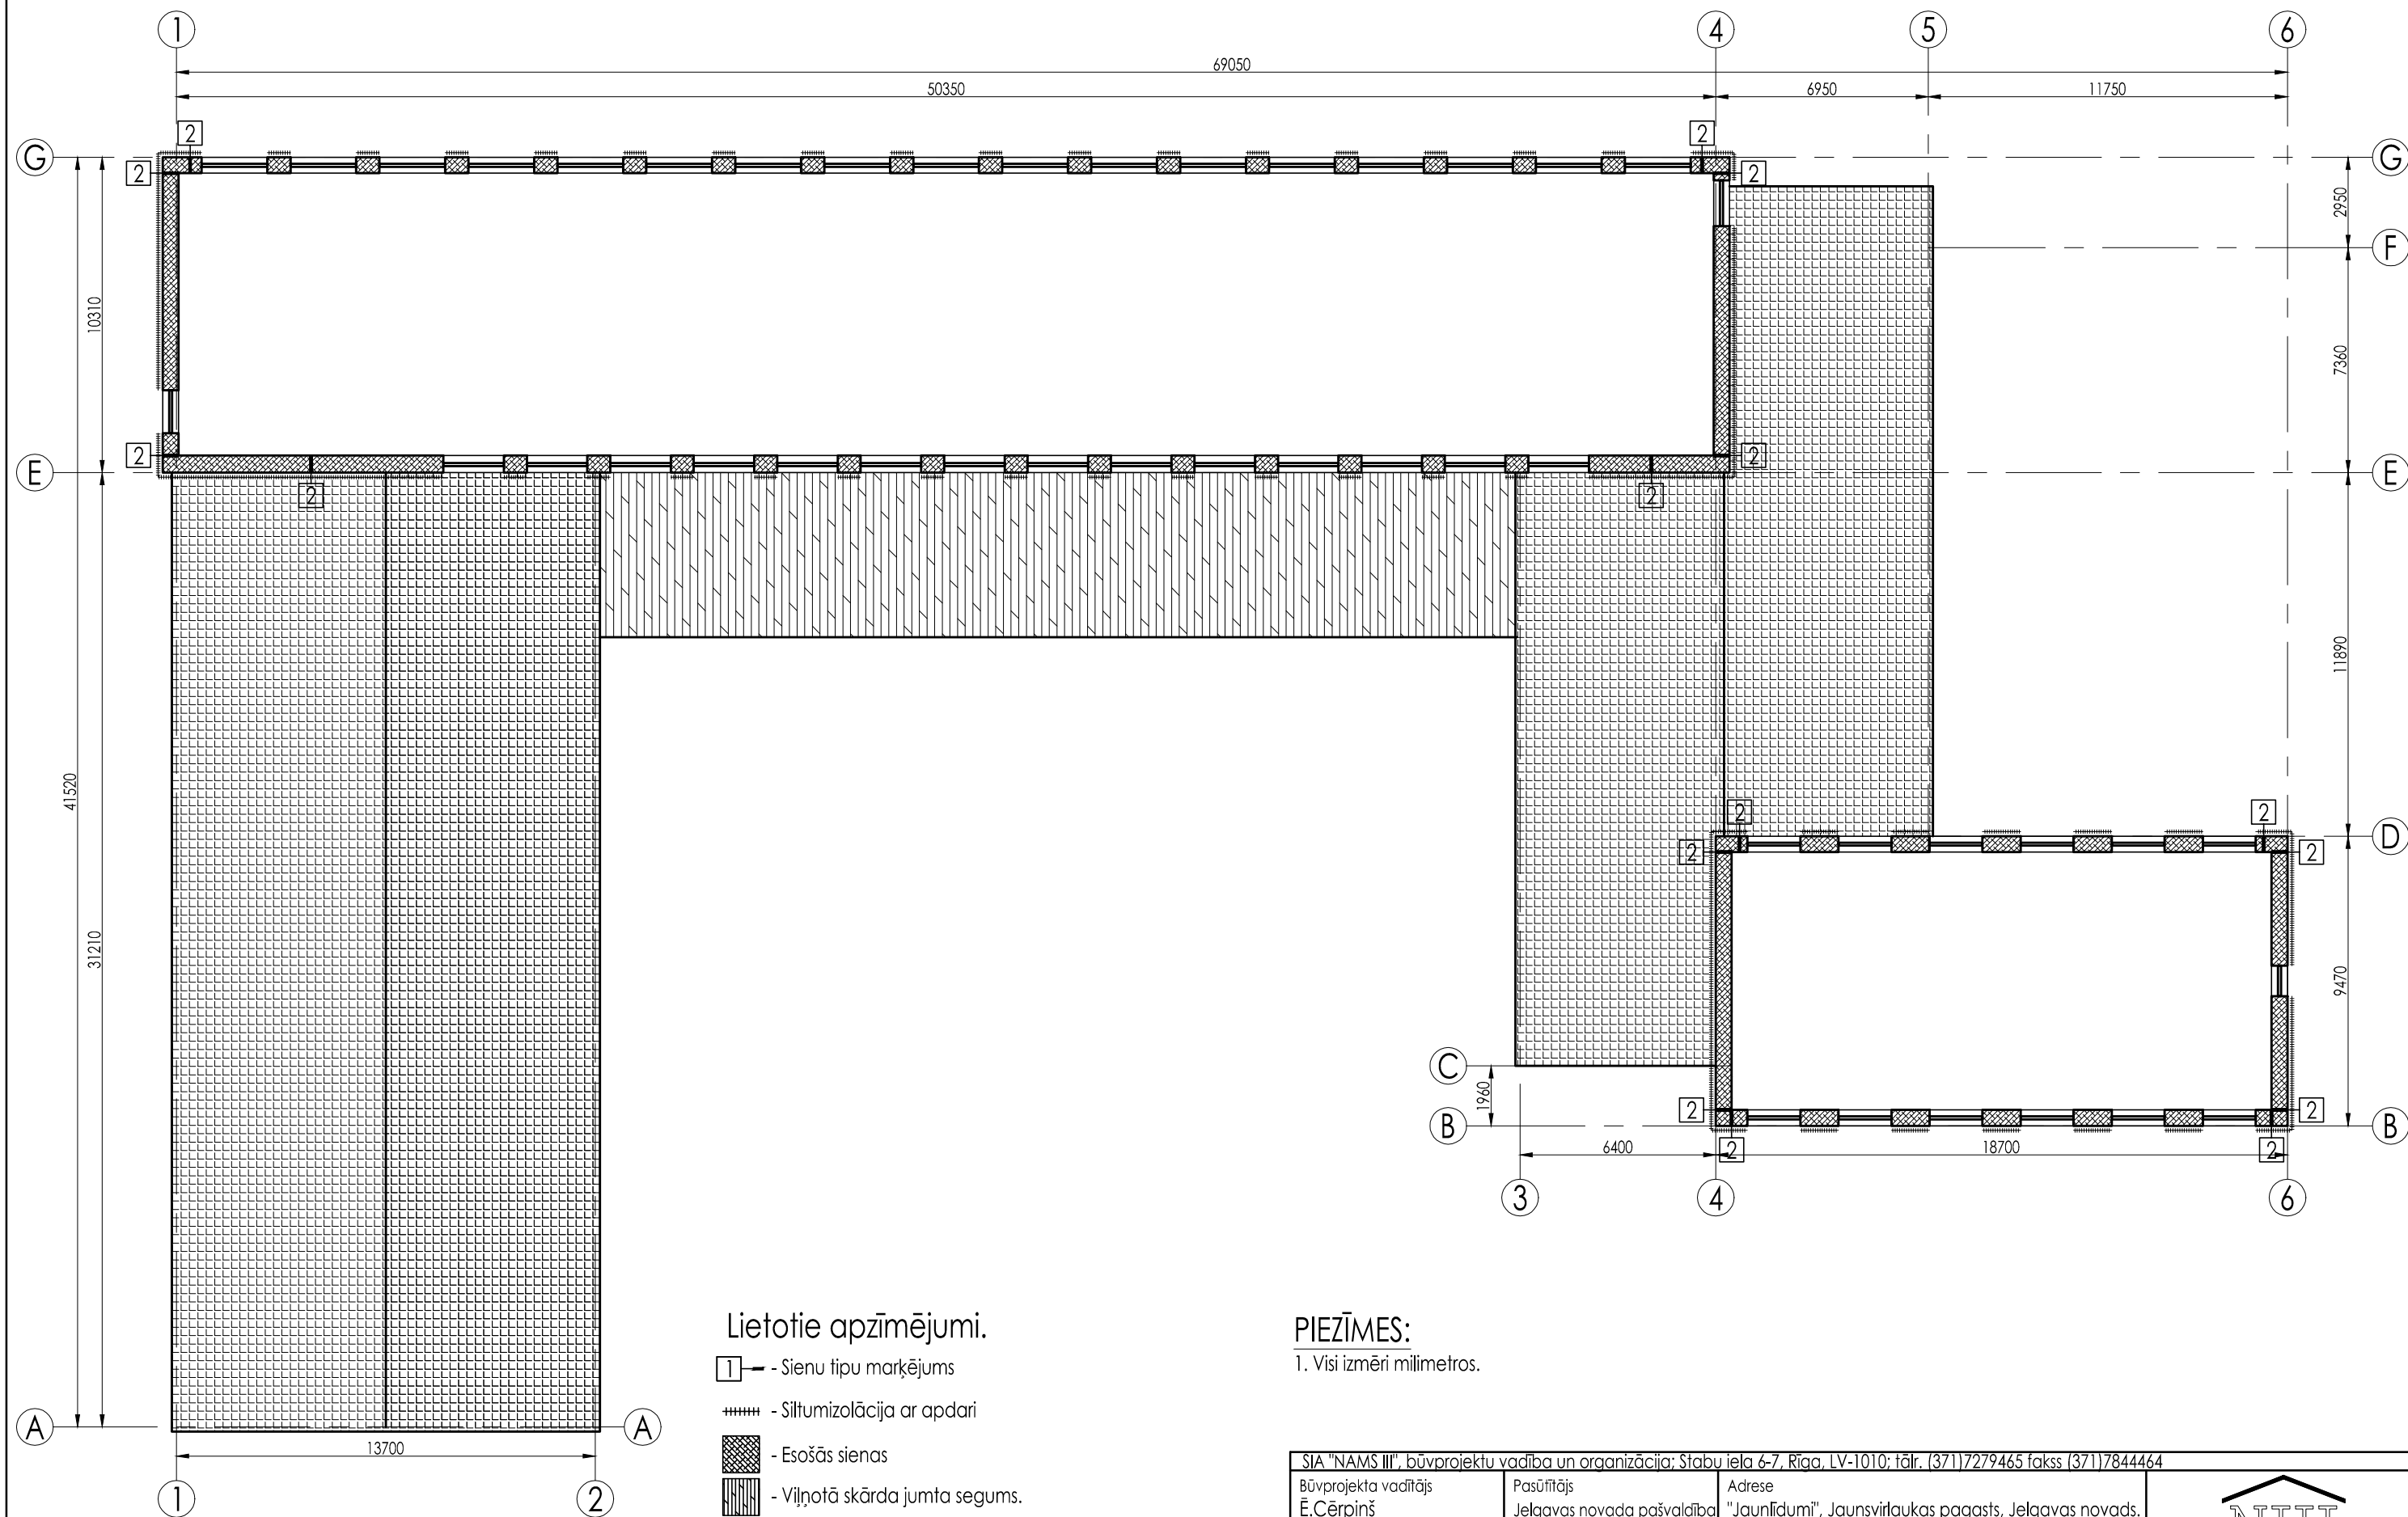 1 4 5 6
69050
50350 6950 11750
2 2
G G
2 2
2950
F
10310
7360
2 2
E E
2 2
11890
41520
2 2
D
2 2
31210
9470
C
1960
2 2
B B
2 2
6400 18700
3 4 6
Lietotie apzīmējumi.
1 - Sienu tipu marķējums
- Siltumizolācija ar apdari
- Esošās sienas
- Viļņotā skārda jumta segums.
PIEZĪMES:
1. Visi izmēri milimetros.
A A
13700
1 2
SIA "NAMS III", būvprojektu vadība un organizācija; Stabu iela 6-7, Rīga, LV-1010; tālr. (371)7279465 fakss (371)7844464
Būvprojekta vadītājs Pasūtītājs Adrese
Ē.Cērpiņš Jelgavas novada pašvaldība "Jaunlīdumi", Jaunsvirlaukas pagasts, Jelgavas novads.
NIII